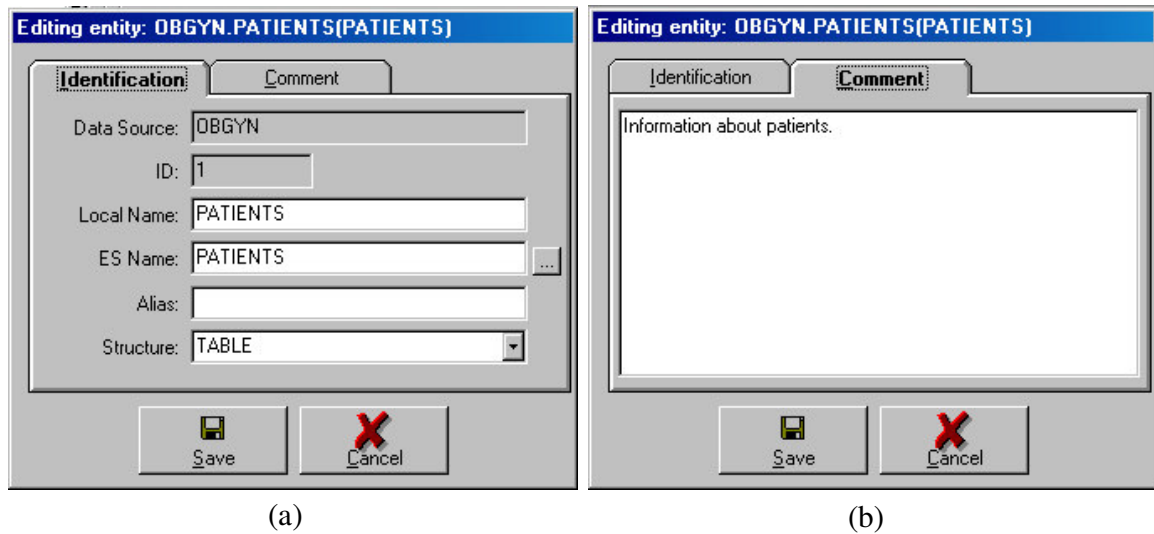 Editing entity: OBGYN.PATIENTS(PATIENTS)
Identification Comment
Data Source: OBGYN
ID: 1
Local Name: PATIENTS
ES Name: PATIENTS ...
Alias:
Structure: TABLE
Save Cancel
(a)
Editing entity: OBGYN.PATIENTS(PATIENTS)
Identification Comment
Information about patients.
Save Cancel
(b)